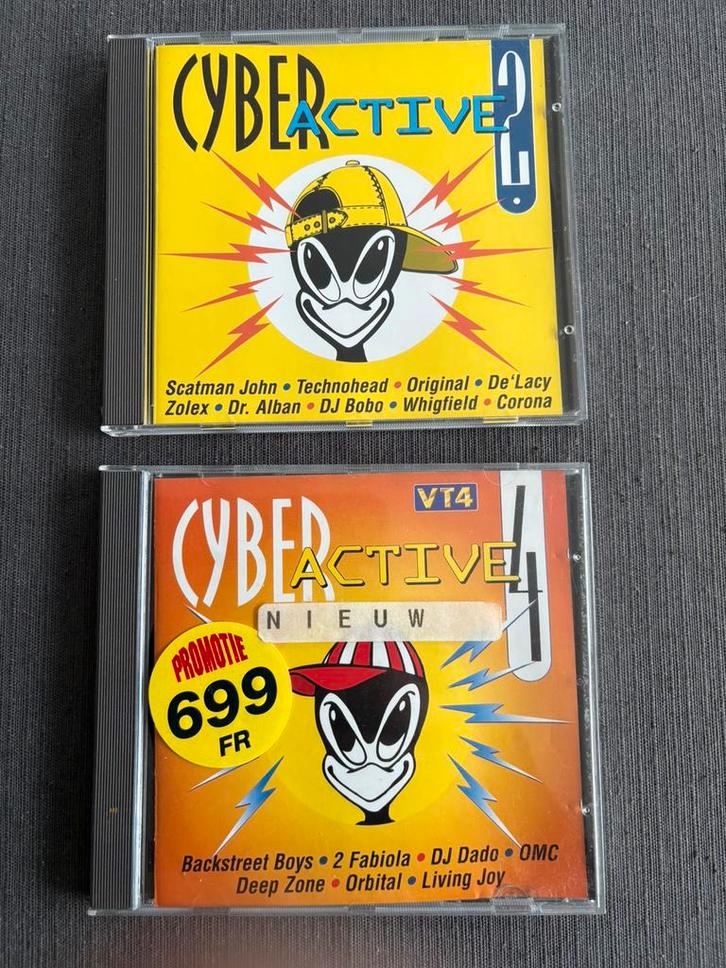 CYBER
ACTIVE 2
Scatman John • Technohead • Original • De'Lacy
Zolex • Dr. Alban • DJ Bobo • Whigfield • Corona
VT4
CYBER
ACTIVE 4
NIEUW
PROMOTIE
699
FR
Backstreet Boys • 2 Fabiola • DJ Dado • OMC
Deep Zone • Orbital • Living Joy